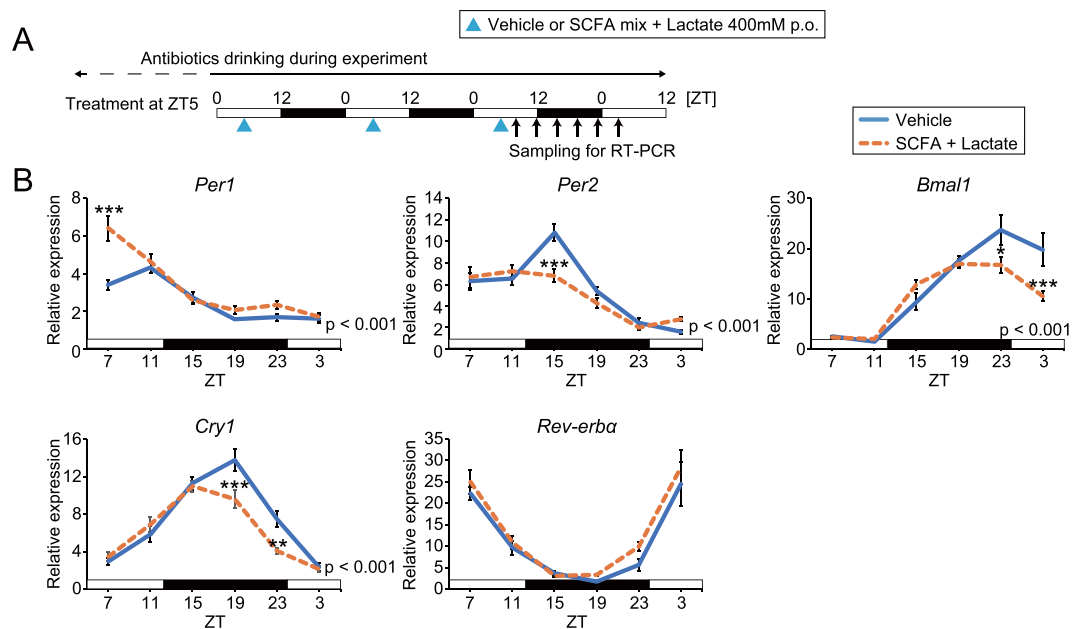 A
Vehicle or SCFA mix + Lactate 400mM p.o.
Antibiotics drinking during experiment
Treatment at ZT5
0 12 0 12 0 12 0 12 [ZT]
Sampling for RT-PCR
Vehicle
SCFA + Lactate
B
Per1
Relative expression
8
6
4
2
0
***
p < 0.001
7 11 15 19 23 3
ZT
Per2
Relative expression
14
12
10
8
6
4
2
0
***
p < 0.001
7 11 15 19 23 3
ZT
Bmal1
Relative expression
30
20
10
0
*
***
p < 0.001
7 11 15 19 23 3
ZT
Cry1
Relative expression
16
12
8
4
0
***
**
p < 0.001
7 11 15 19 23 3
ZT
Rev-erbα
Relative expression
35
30
25
20
15
10
5
0
7 11 15 19 23 3
ZT